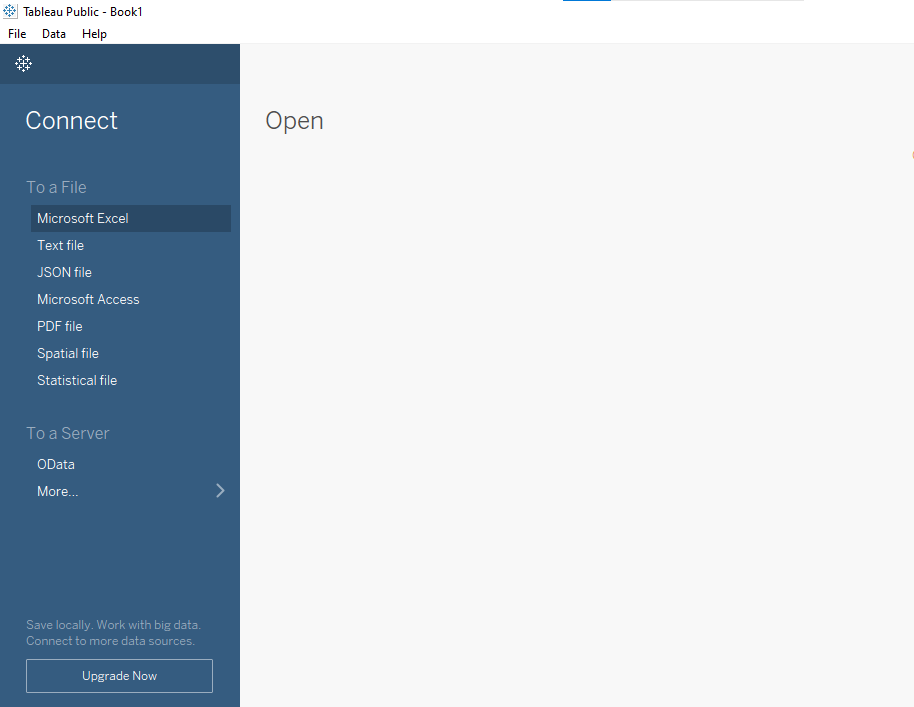 Tableau Public - Book1
File Data Help
Connect
Open
To a File
Microsoft Excel
Text file
JSON file
Microsoft Access
PDF file
Spatial file
Statistical file
To a Server
OData
More...
Save locally. Work with big data.
Connect to more data sources.
Upgrade Now